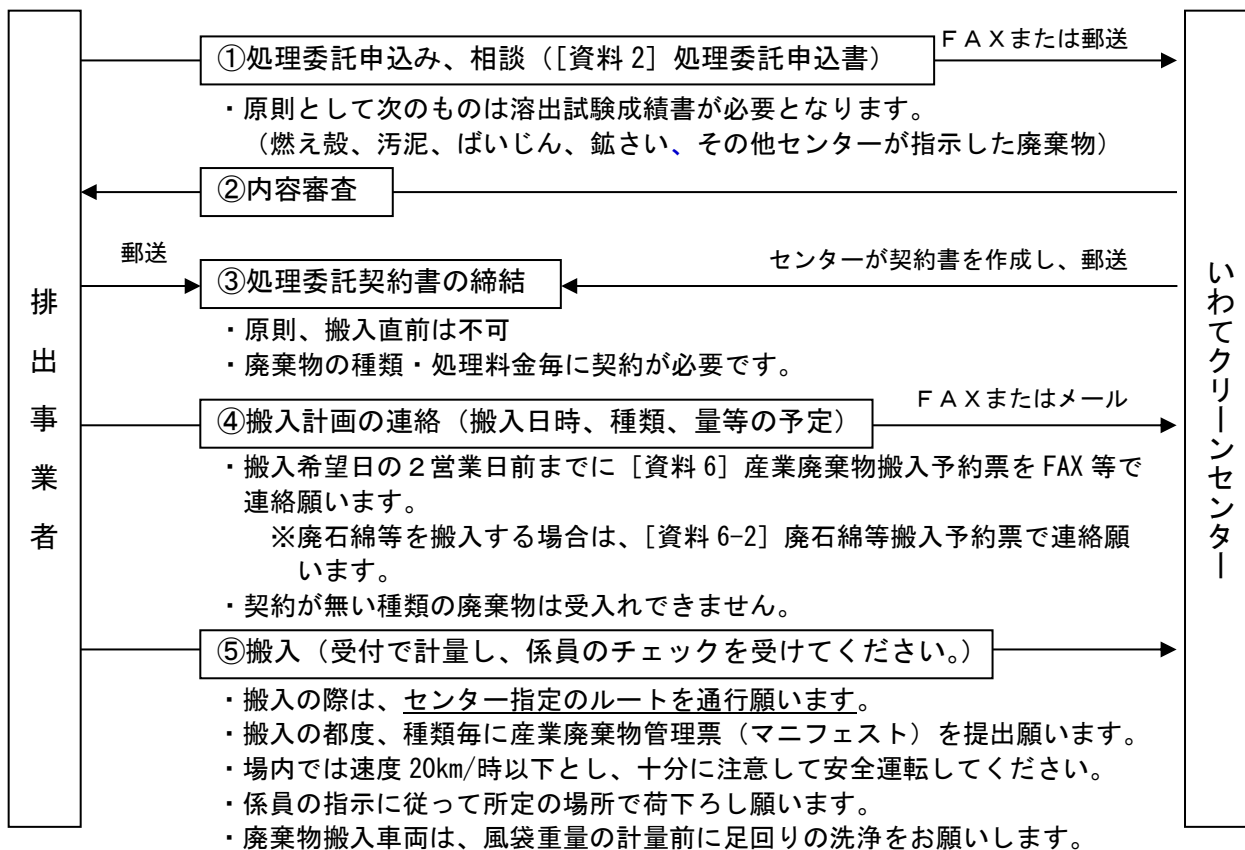 ＦＡＸまたは郵送
①処理委託申込み、相談（［資料2］処理委託申込書）
・原則として次のものは溶出試験成績書が必要となります。
（燃え殻、汚泥、ばいじん、鉱さい、その他センターが指示した廃棄物）
②内容審査
郵送
センターが契約書を作成し、郵送
③処理委託契約書の締結
・原則、搬入直前は不可
・廃棄物の種類・処理料金毎に契約が必要です。
ＦＡＸまたはメール
④搬入計画の連絡（搬入日時、種類、量等の予定）
・搬入希望日の２営業日前までに［資料6］産業廃棄物搬入予約票をFAX等で
連絡願います。
※廃石綿等を搬入する場合は、［資料6-2］廃石綿等搬入予約票で連絡願
います。
・契約が無い種類の廃棄物は受入れできません。
⑤搬入（受付で計量し、係員のチェックを受けてください。）
・搬入の際は、センター指定のルートを通行願います。
・搬入の都度、種類毎に産業廃棄物管理票（マニフェスト）を提出願います。
・場内では速度20km/時以下とし、十分に注意して安全運転してください。
・係員の指示に従って所定の場所で荷下ろし願います。
・廃棄物搬入車両は、風袋重量の計量前に足回りの洗浄をお願いします。
排出事業者
いわてクリーンセンター